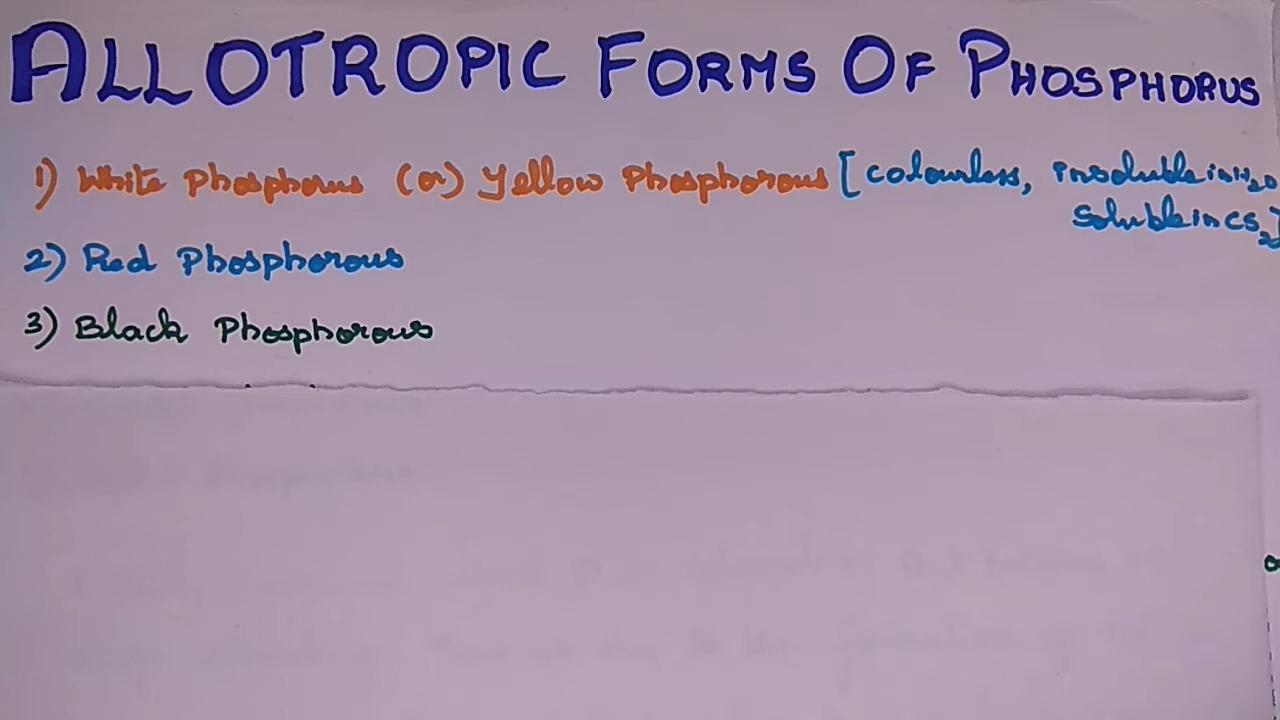 ALLOTROPIC FORMS OF PHOSPHORUS
1) White Phosphorus (or) Yellow Phosphorous [colourless, insoluble in H₂O
soluble in CS₂]
2) Red Phosphorous
3) Black Phosphorous